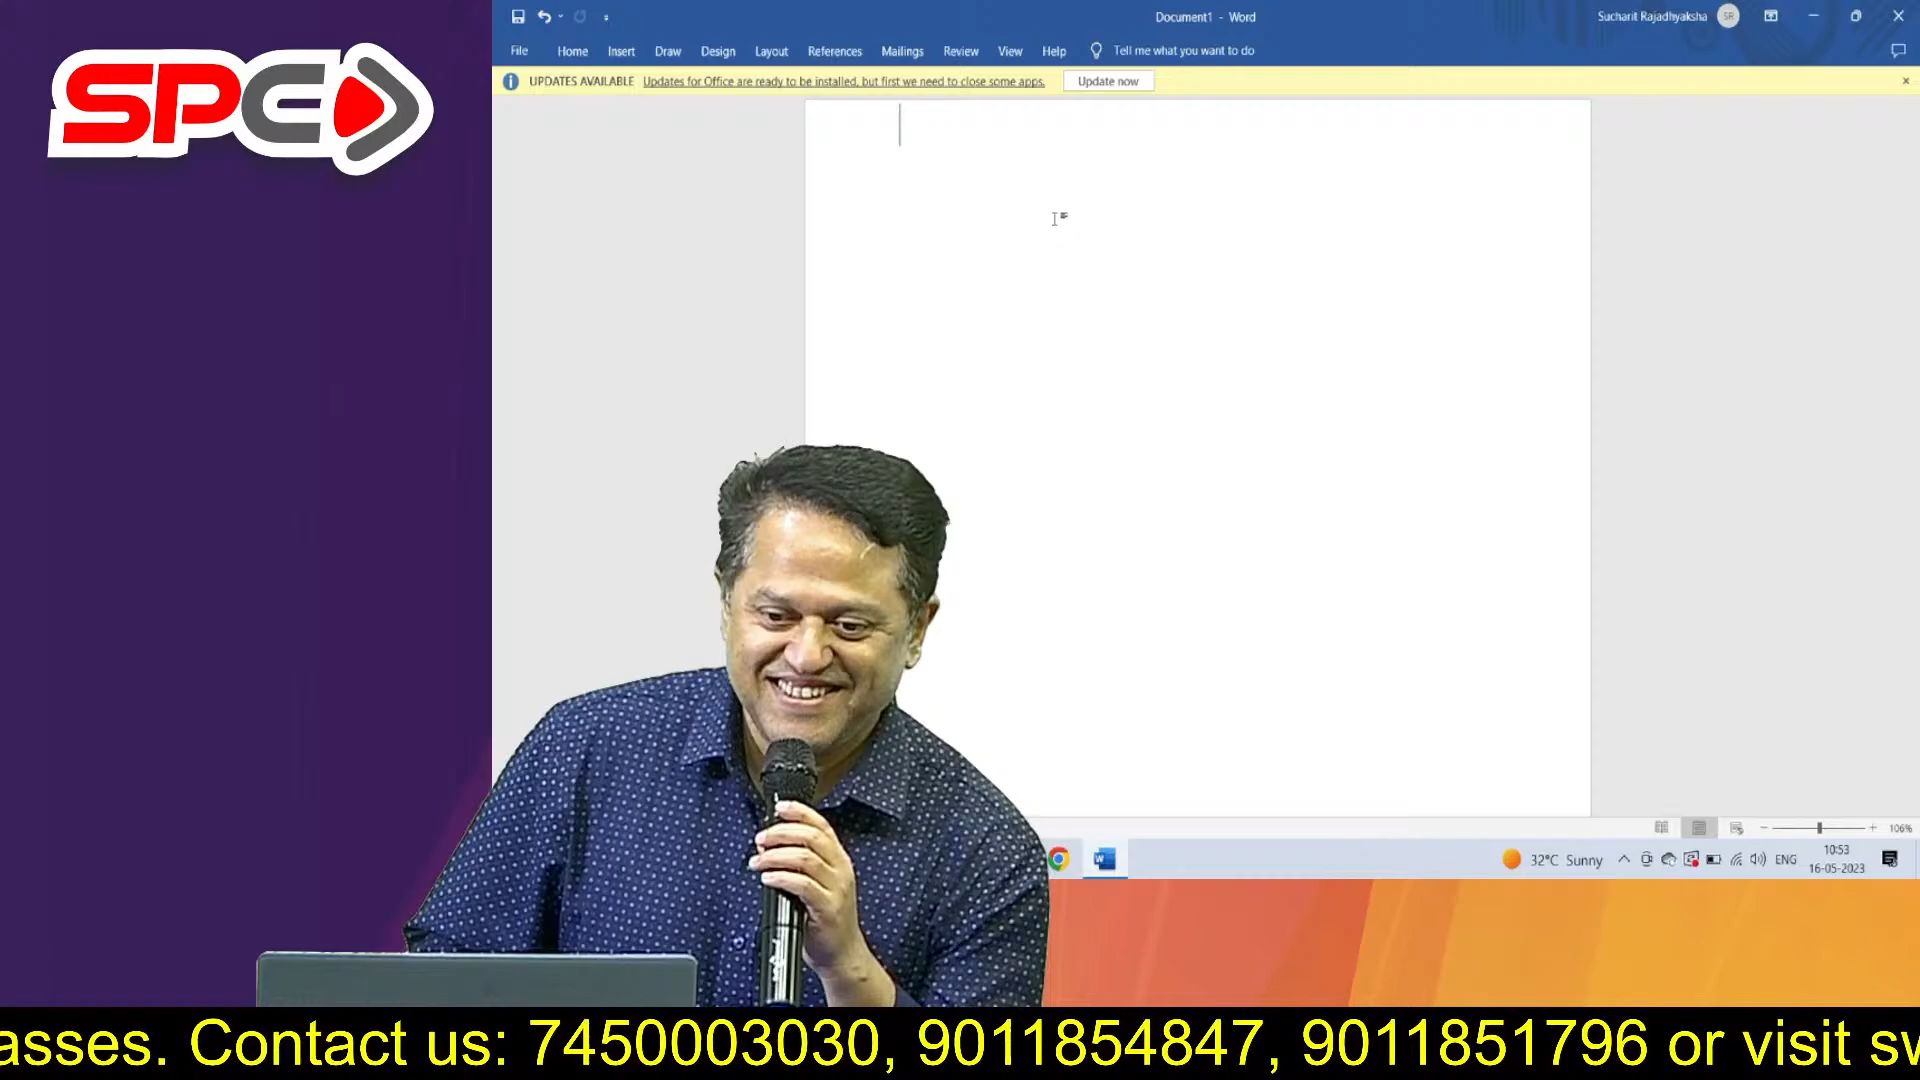 SPE
Document1 - Word
Sucharit Rajadhyaksha
SR
File Home Insert Draw Design Layout References Mailings Review View Help Tell me what you want to do
UPDATES AVAILABLE Updates for Office are ready to be installed, but first we need to close some apps. Update now
106%
32°C Sunny ENG 10:53
16-05-2023
asses. Contact us: 7450003030, 9011854847, 9011851796 or visit sw